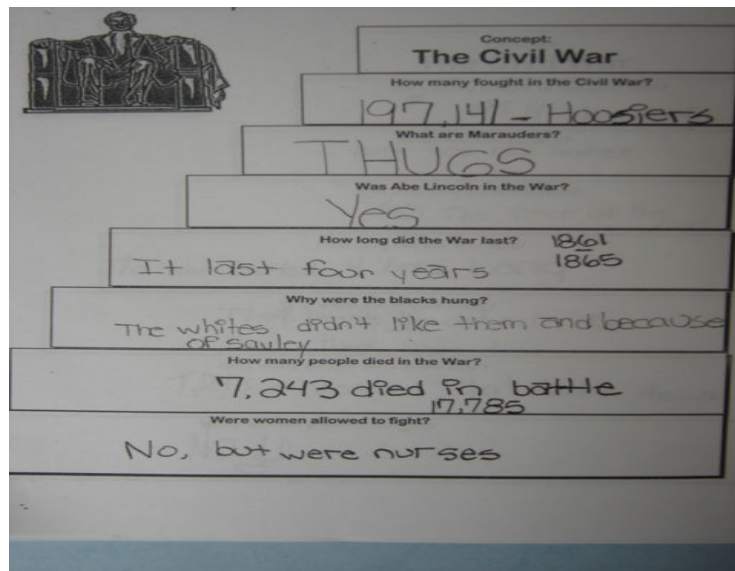 Concept:
The Civil War
How many fought in the Civil War?
197,141 - Hoosiers
What are Marauders?
THUGS
Was Abe Lincoln in the War?
Yes
How long did the War last?
1861
It last four years
1865
Why were the blacks hung?
The whites didn't like them and because
of savley
How many people died in the War?
7,243 died in battle
17,785
Were women allowed to fight?
No, but were nurses